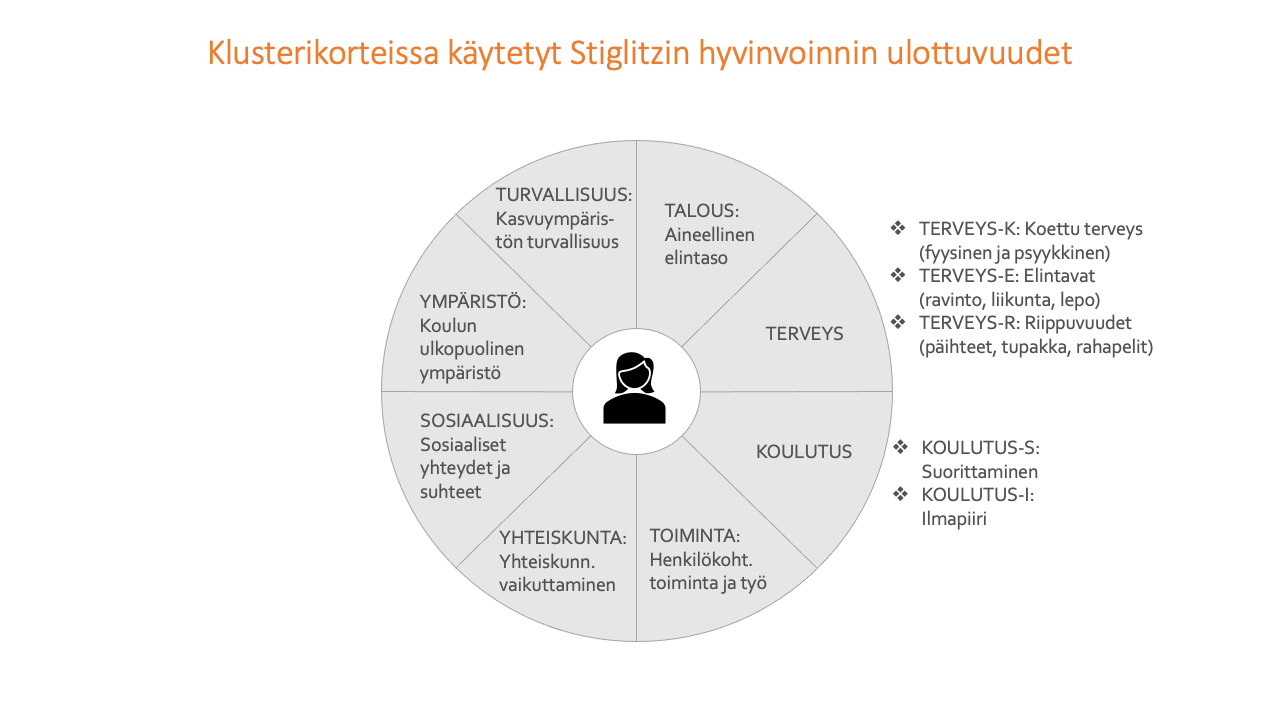 Klusterikorteissa käytetyt Stiglitzin hyvinvoinnin ulottuvuudet
TURVALLISUUS:
Kasvuympäris-
tön turvallisuus
TALOUS:
Aineellinen
elintaso
TERVEYS
❖ TERVEYS-K: Koettu terveys
(fyysinen ja psyykkinen)
❖ TERVEYS-E: Elintavat
(ravinto, liikunta, lepo)
❖ TERVEYS-R: Riippuvuudet
(päihteet, tupakka, rahapelit)
KOULUTUS
❖ KOULUTUS-S:
Suorittaminen
❖ KOULUTUS-I:
Ilmapiiri
TOIMINTA:
Henkilökoht.
toiminta ja työ
YHTEISKUNTA:
Yhteiskunn.
vaikuttaminen
SOSIAALISUUS:
Sosiaaliset
yhteydet ja
suhteet
YMPÄRISTÖ:
Koulun
ulkopuolinen
ympäristö